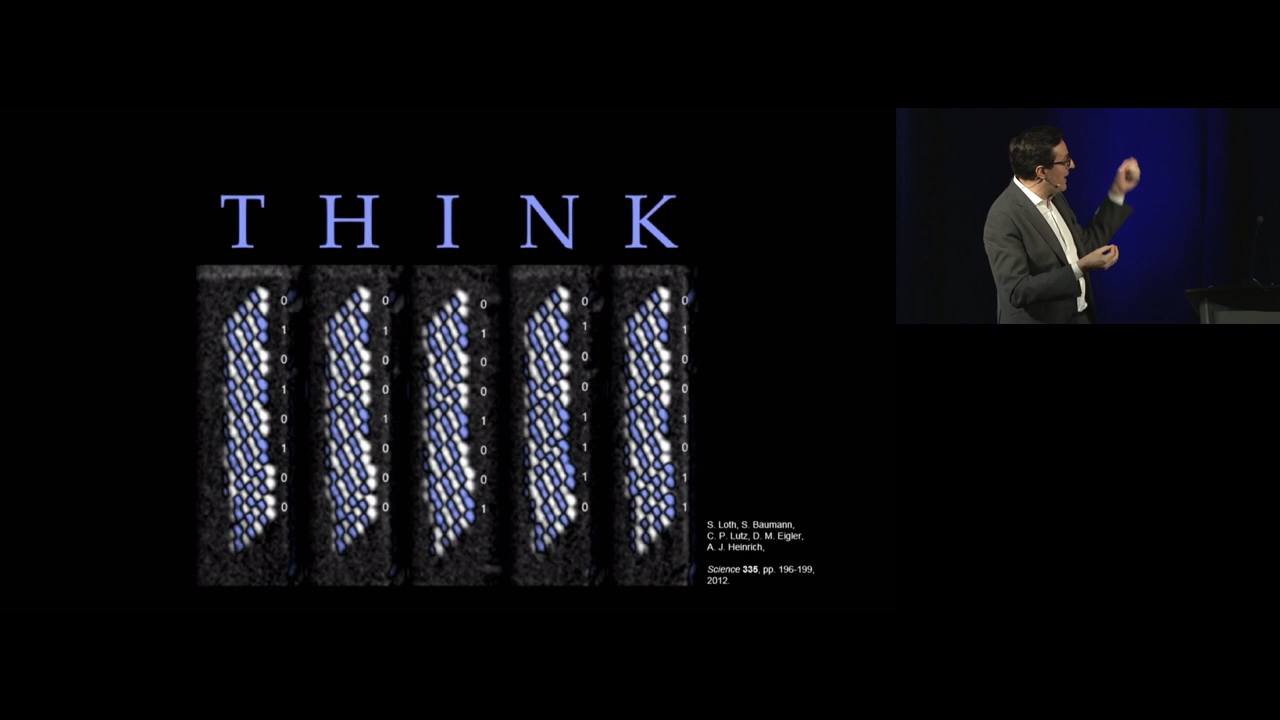 T H I N K
0 0 0 0 0
1 1 1 1 1
0 0 0 0 0
1 0 0 0 0
0 1 1 1 1
1 0 0 1 0
0 0 0 1 1
0 0 1 0 1
S. Loth, S. Baumann,
C. P. Lutz, D. M. Eigler,
A. J. Heinrich,
Science 335, pp. 196-199,
2012.